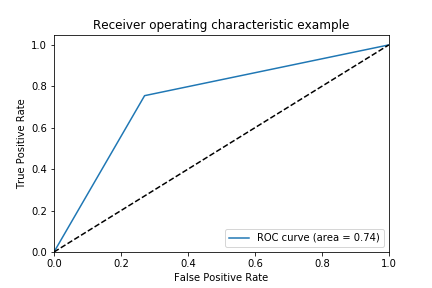 Receiver operating characteristic example
1.0
0.8
0.6
0.4
0.2
0.0
True Positive Rate
ROC curve (area = 0.74)
0.0 0.2 0.4 0.6 0.8 1.0
False Positive Rate